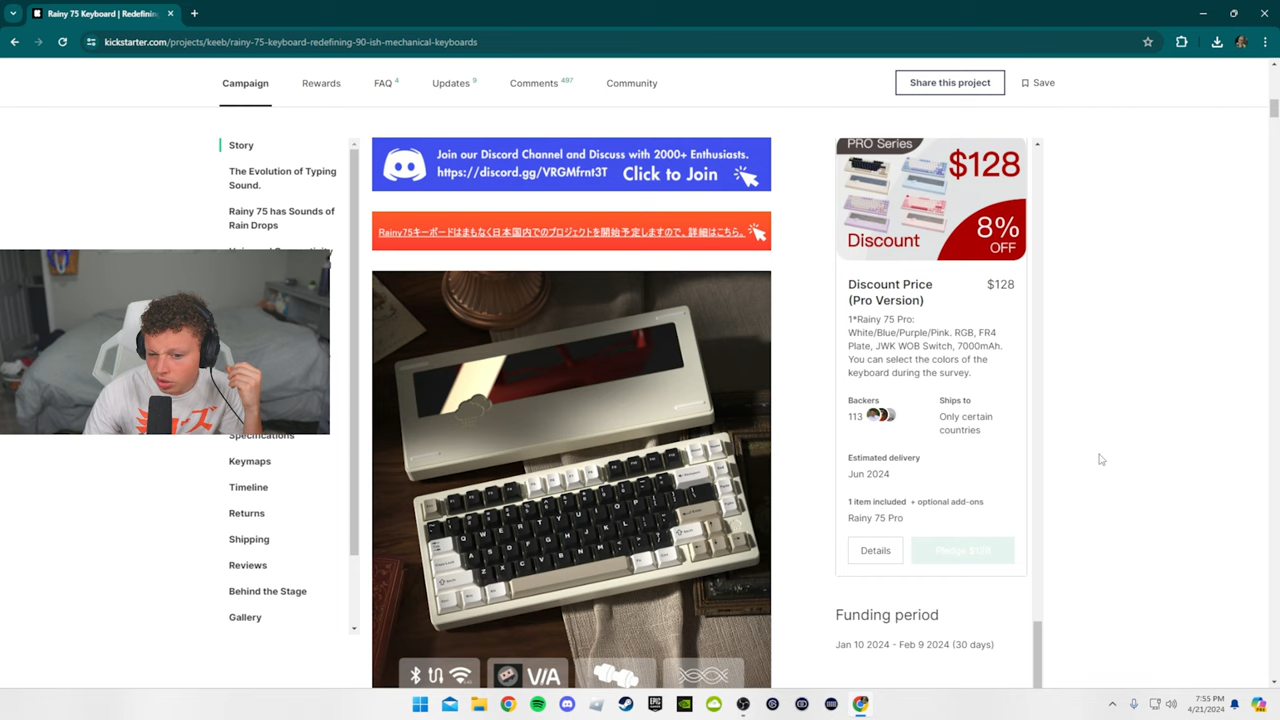 Rainy 75 Keyboard | Redefining
kickstarter.com/projects/keeb/rainy-75-keyboard-redefining-90-ish-mechanical-keyboards
Campaign
Rewards
FAQ 4
Updates 9
Comments 497
Community
Share this project
Save
Story
The Evolution of Typing
Sound.
Rainy 75 has Sounds of
Rain Drops
Specifications
Keymaps
Timeline
Returns
Shipping
Reviews
Behind the Stage
Gallery
Join our Discord Channel and Discuss with 2000+ Enthusiasts.
https://discord.gg/VRGMfrnt3T Click to Join
Rainy75キーボードはまもなく日本国内でのプロジェクトを開始予定しますので、詳細はこちら。
V/A
PRO Series
$128
8%
OFF
Discount
Discount Price
(Pro Version)
$128
1*Rainy 75 Pro:
White/Blue/Purple/Pink. RGB, FR4
Plate, JWK WOB Switch, 7000mAh.
You can select the colors of the
keyboard during the survey.
Backers
113
Ships to
Only certain
countries
Estimated delivery
Jun 2024
1 item included + optional add-ons
Rainy 75 Pro
Details
Pledge $128
Funding period
Jan 10 2024 - Feb 9 2024 (30 days)
7:55 PM
4/21/2024